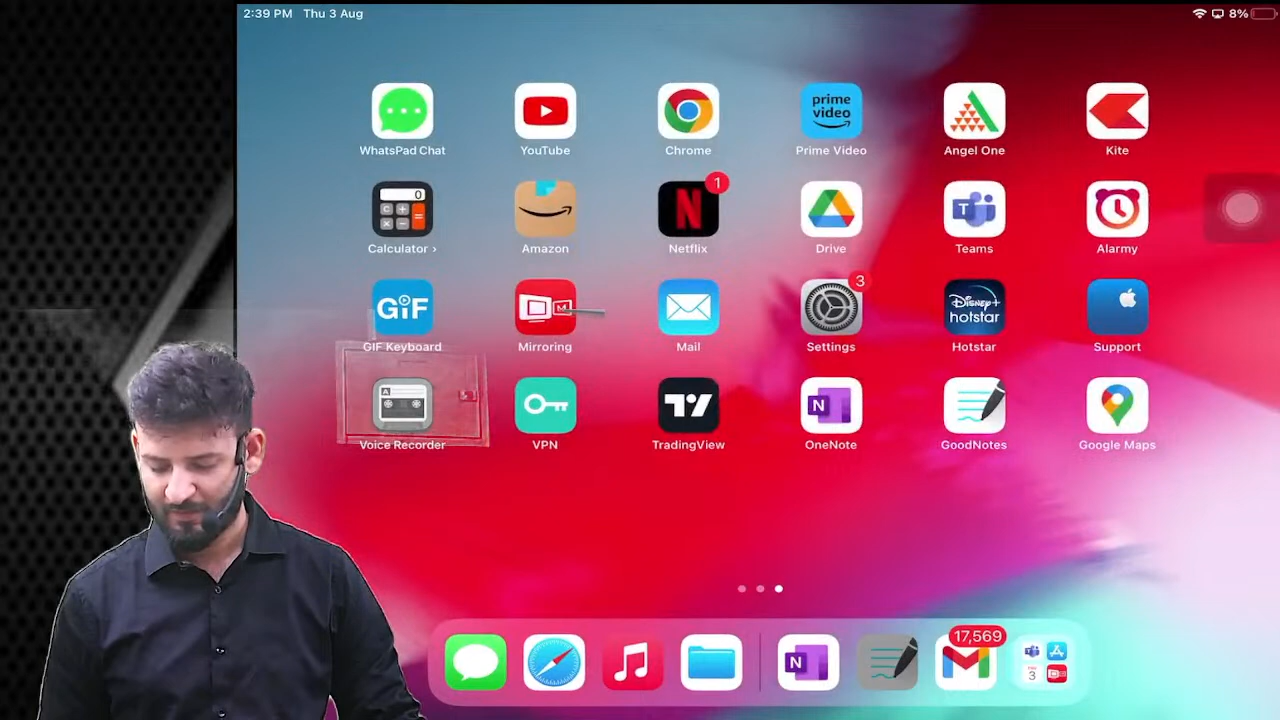 2:39 PM Thu 3 Aug
8%
prime
video
WhatsPad Chat YouTube Chrome Prime Video Angel One Kite
0
C + = × −
N 1
T
Calculator › Amazon Netflix Drive Teams Alarmy
GIF
M
3
Disney+
hotstar
GIF Keyboard Mirroring Mail Settings Hotstar Support
A
N
Voice Recorder VPN TradingView OneNote GoodNotes Google Maps
17,569
N
3